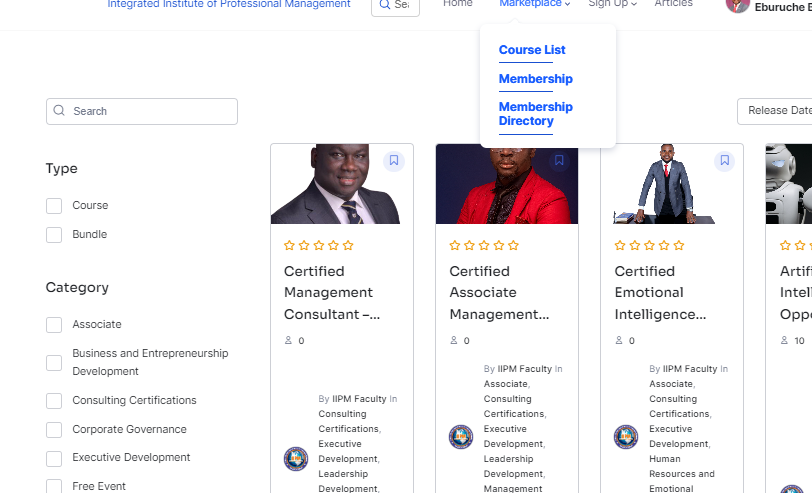 Integrated Institute of Professional Management
Sea
Home
Marketplace
Sign Up
Articles
Eburuche E
Course List
Membership
Membership
Directory
Search
Release Date
Type
Course
Bundle
Category
Associate
Business and Entrepreneurship
Development
Consulting Certifications
Corporate Governance
Executive Development
Free Event
Certified
Management
Consultant –...
0
By IIPM Faculty In
Consulting
Certifications,
Executive
Development,
Leadership
Development,
Certified
Associate
Management...
0
By IIPM Faculty In
Associate,
Consulting
Certifications,
Executive
Development,
Leadership
Development,
Management
Certified
Emotional
Intelligence...
0
By IIPM Faculty In
Associate,
Consulting
Certifications,
Executive
Development,
Human
Resources and
Emotional
Artifi
Intell
Oppo
10